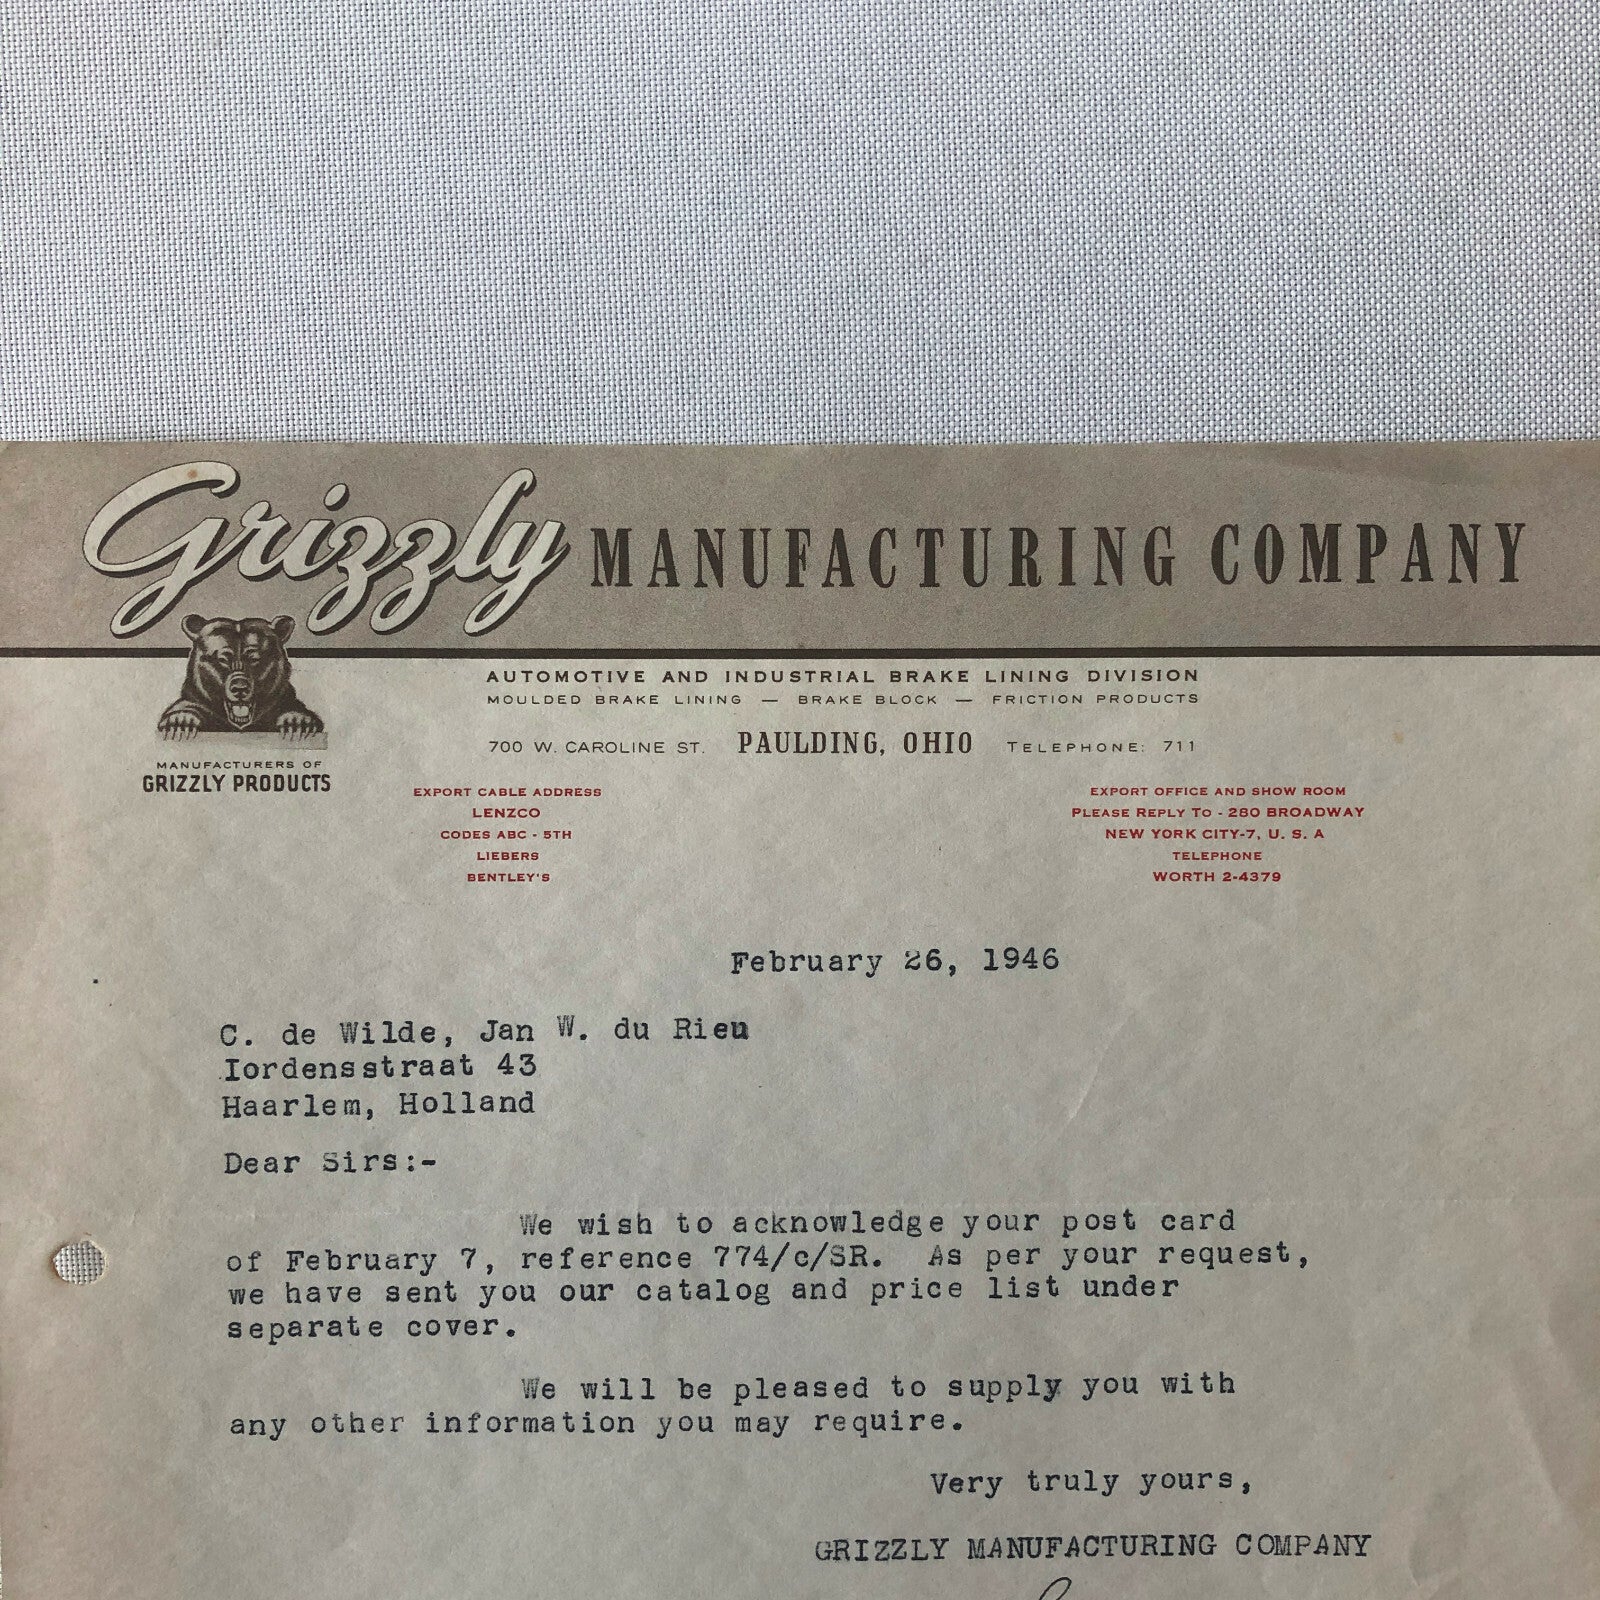 Grizzly MANUFACTURING COMPANY
AUTOMOTIVE AND INDUSTRIAL BRAKE LINING DIVISION
MOULDED BRAKE LINING — BRAKE BLOCK — FRICTION PRODUCTS
700 W. CAROLINE ST. PAULDING, OHIO TELEPHONE: 711
MANUFACTURERS OF
GRIZZLY PRODUCTS
EXPORT CABLE ADDRESS
LENZCO
CODES ABC - 5TH
LIEBERS
BENTLEY'S
EXPORT OFFICE AND SHOW ROOM
PLEASE REPLY TO - 280 BROADWAY
NEW YORK CITY-7, U. S. A
TELEPHONE
WORTH 2-4379
February 26, 1946
C. de Wilde, Jan W. du Rieu
Iordensstraat 43
Haarlem, Holland
Dear Sirs:-
We wish to acknowledge your post card
of February 7, reference 774/c/SR. As per your request,
we have sent you our catalog and price list under
separate cover.
We will be pleased to supply you with
any other information you may require.
Very truly yours,
GRIZZLY MANUFACTURING COMPANY